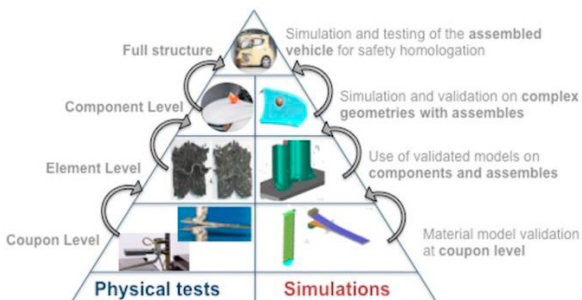 Full structure
Simulation and testing of the assembled
vehicle for safety homologation
Component Level
Simulation and validation on complex
geometries with assembles
Element Level
Use of validated models on
components and assembles
Coupon Level
Material model validation
at coupon level
Physical tests
Simulations